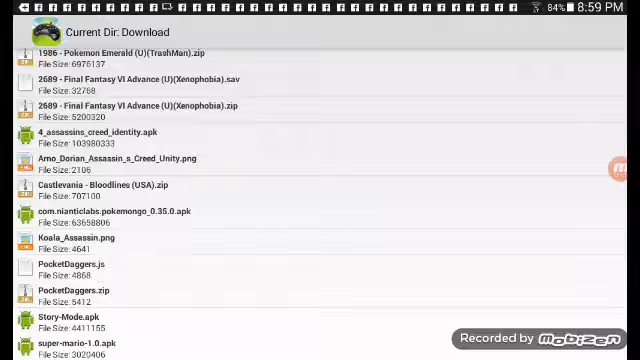 84% 8:59 PM
Current Dir: Download
1986 - Pokemon Emerald (U)(TrashMan).zip
File Size: 6976137
2689 - Final Fantasy VI Advance (U)(Xenophobia).sav
File Size: 32768
2689 - Final Fantasy VI Advance (U)(Xenophobia).zip
File Size: 5200320
4_assassins_creed_identity.apk
File Size: 103980333
Arno_Dorian_Assassin_s_Creed_Unity.png
File Size: 2106
Castlevania - Bloodlines (USA).zip
File Size: 707100
com.nianticlabs.pokemongo_0.35.0.apk
File Size: 63658806
Koala_Assassin.png
File Size: 4641
PocketDaggers.js
File Size: 4868
PocketDaggers.zip
File Size: 5412
Story-Mode.apk
File Size: 4411155
super-mario-1.0.apk
File Size: 3020406
Recorded by mobizen